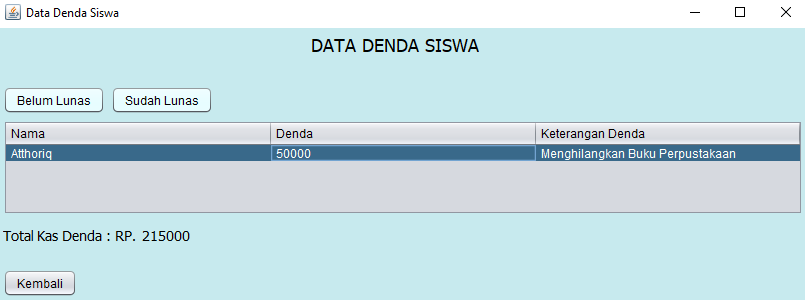 Data Denda Siswa
DATA DENDA SISWA
Belum Lunas Sudah Lunas
Nama Denda Keterangan Denda
Atthoriq 50000 Menghilangkan Buku Perpustakaan
Total Kas Denda : RP. 215000
Kembali